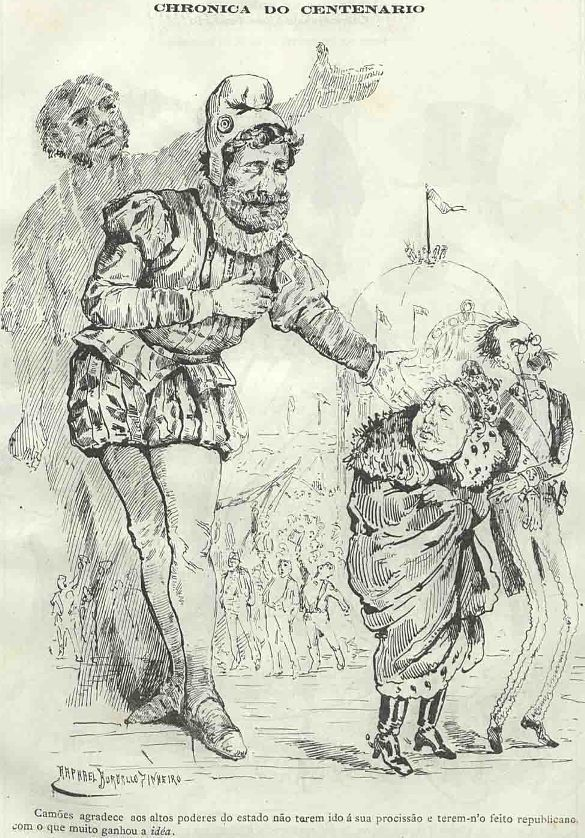 CHRONICA DO CENTENARIO
RAPHAEL BORDALLO PINHEIRO
Camões agradece aos altos poderes do estado não terem ido á sua procissão e terem-n'o feito republicano,
com o que muito ganhou a idéa.